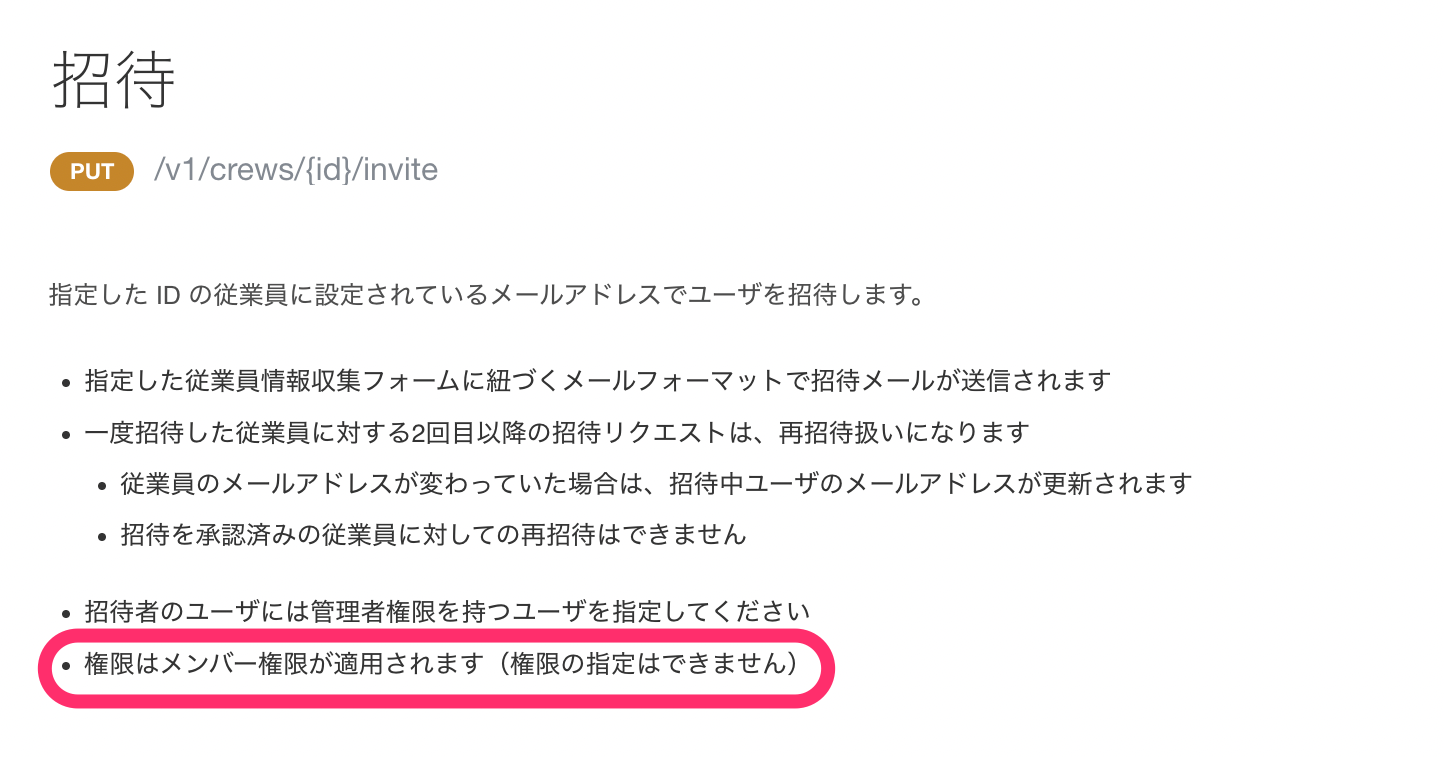 招待
PUT /v1/crews/{id}/invite
指定した ID の従業員に設定されているメールアドレスでユーザを招待します。
• 指定した従業員情報収集フォームに紐づくメールフォーマットで招待メールが送信されます
• 一度招待した従業員に対する2回目以降の招待リクエストは、再招待扱いになります
• 従業員のメールアドレスが変わっていた場合は、招待中ユーザのメールアドレスが更新されます
• 招待を承認済みの従業員に対しての再招待はできません
• 招待者のユーザには管理者権限を持つユーザを指定してください
• 権限はメンバー権限が適用されます（権限の指定はできません）